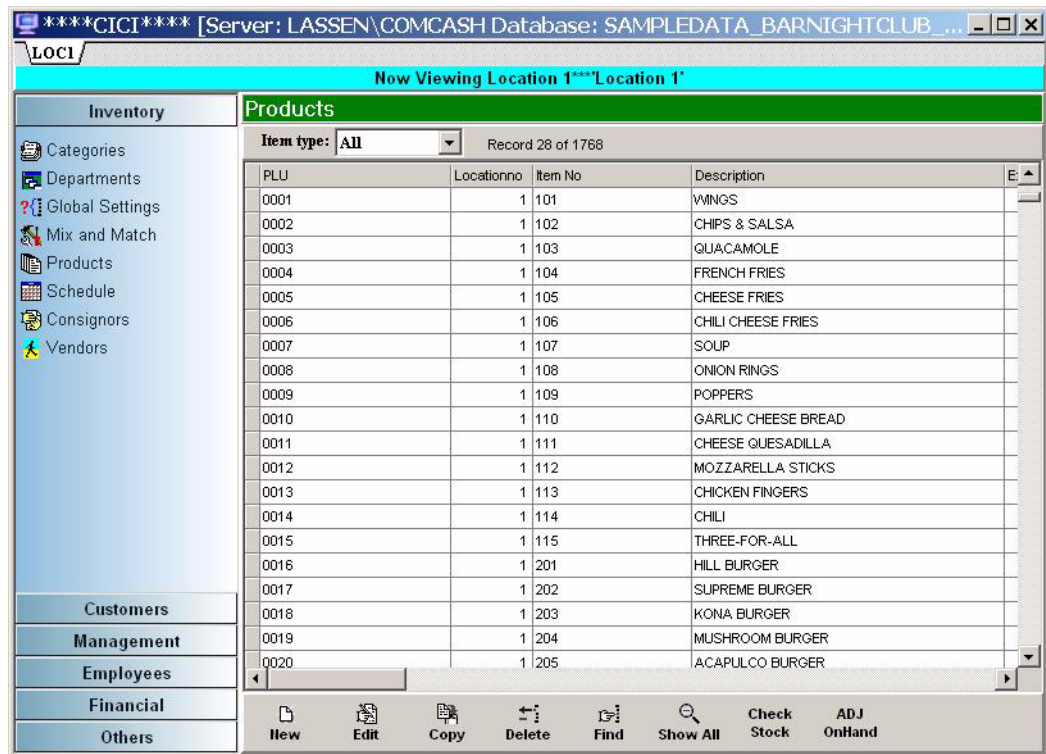 ****CICI**** [Server: LASSEN\COMCASH Database: SAMPLEDATA_BARNIGHTCLUB_...
LOC1
Now Viewing Location 1***'Location 1'
Inventory
Categories
Departments
Global Settings
Mix and Match
Products
Schedule
Consignors
Vendors
Customers
Management
Employees
Financial
Others
Products
Item type: All Record 28 of 1768
PLU Locationno Item No Description E
0001 1 101 WINGS
0002 1 102 CHIPS & SALSA
0003 1 103 QUACAMOLE
0004 1 104 FRENCH FRIES
0005 1 105 CHEESE FRIES
0006 1 106 CHILI CHEESE FRIES
0007 1 107 SOUP
0008 1 108 ONION RINGS
0009 1 109 POPPERS
0010 1 110 GARLIC CHEESE BREAD
0011 1 111 CHEESE QUESADILLA
0012 1 112 MOZZARELLA STICKS
0013 1 113 CHICKEN FINGERS
0014 1 114 CHILI
0015 1 115 THREE-FOR-ALL
0016 1 201 HILL BURGER
0017 1 202 SUPREME BURGER
0018 1 203 KONA BURGER
0019 1 204 MUSHROOM BURGER
0020 1 205 ACAPULCO BURGER
New Edit Copy Delete Find Show All Check Stock ADJ OnHand